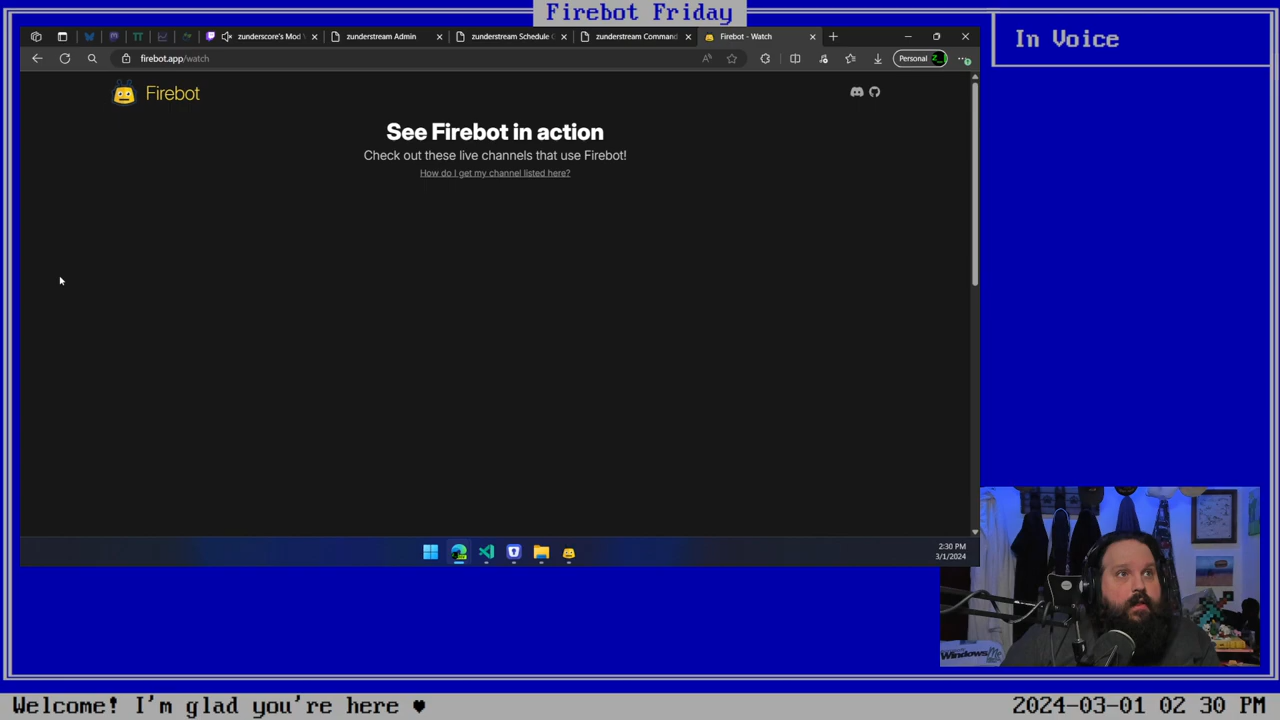 Firebot Friday
zunderscore's Mod
zunderstream Admin
zunderstream Schedule
zunderstream Command
Firebot - Watch
firebot.app/watch
Personal
Firebot
See Firebot in action
Check out these live channels that use Firebot!
How do I get my channel listed here?
In Voice
2:30 PM
3/1/2024
Windows Me
Welcome! I'm glad you're here ♥
2024-03-01 02 30 PM